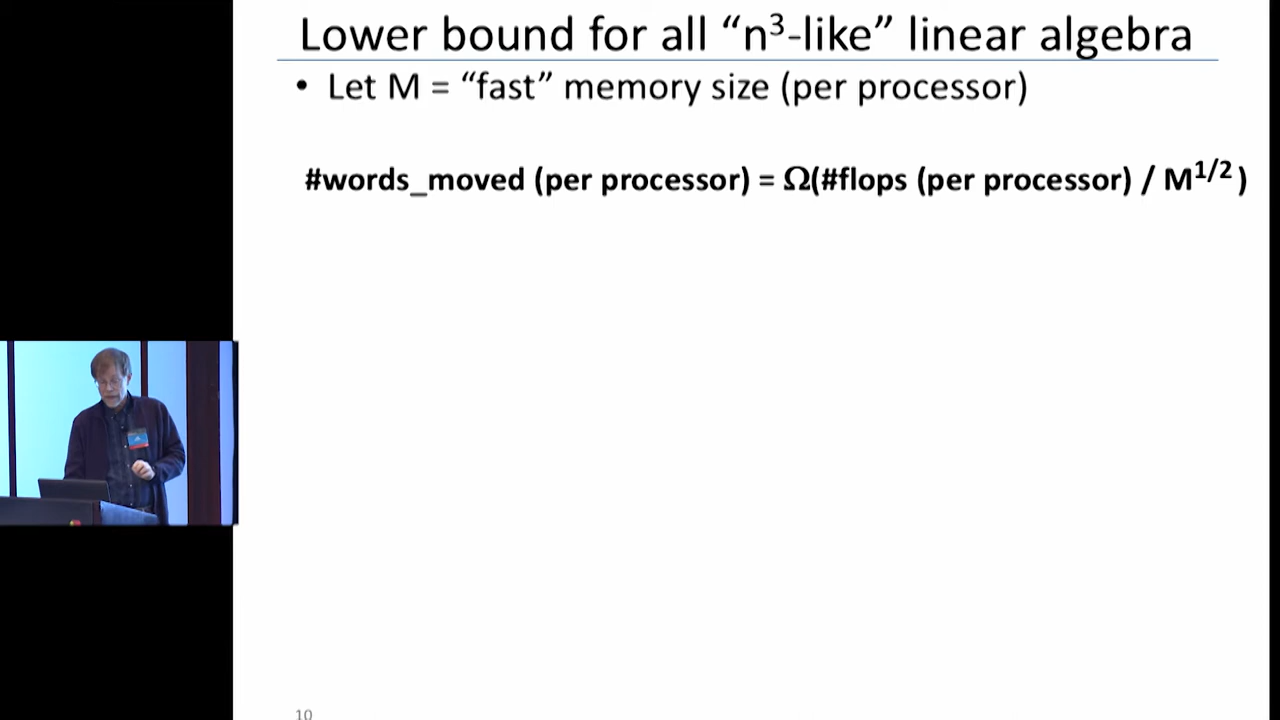 Lower bound for all “n³-like” linear algebra
• Let M = “fast” memory size (per processor)
#words_moved (per processor) = Ω(#flops (per processor) / M^1/2 )
10